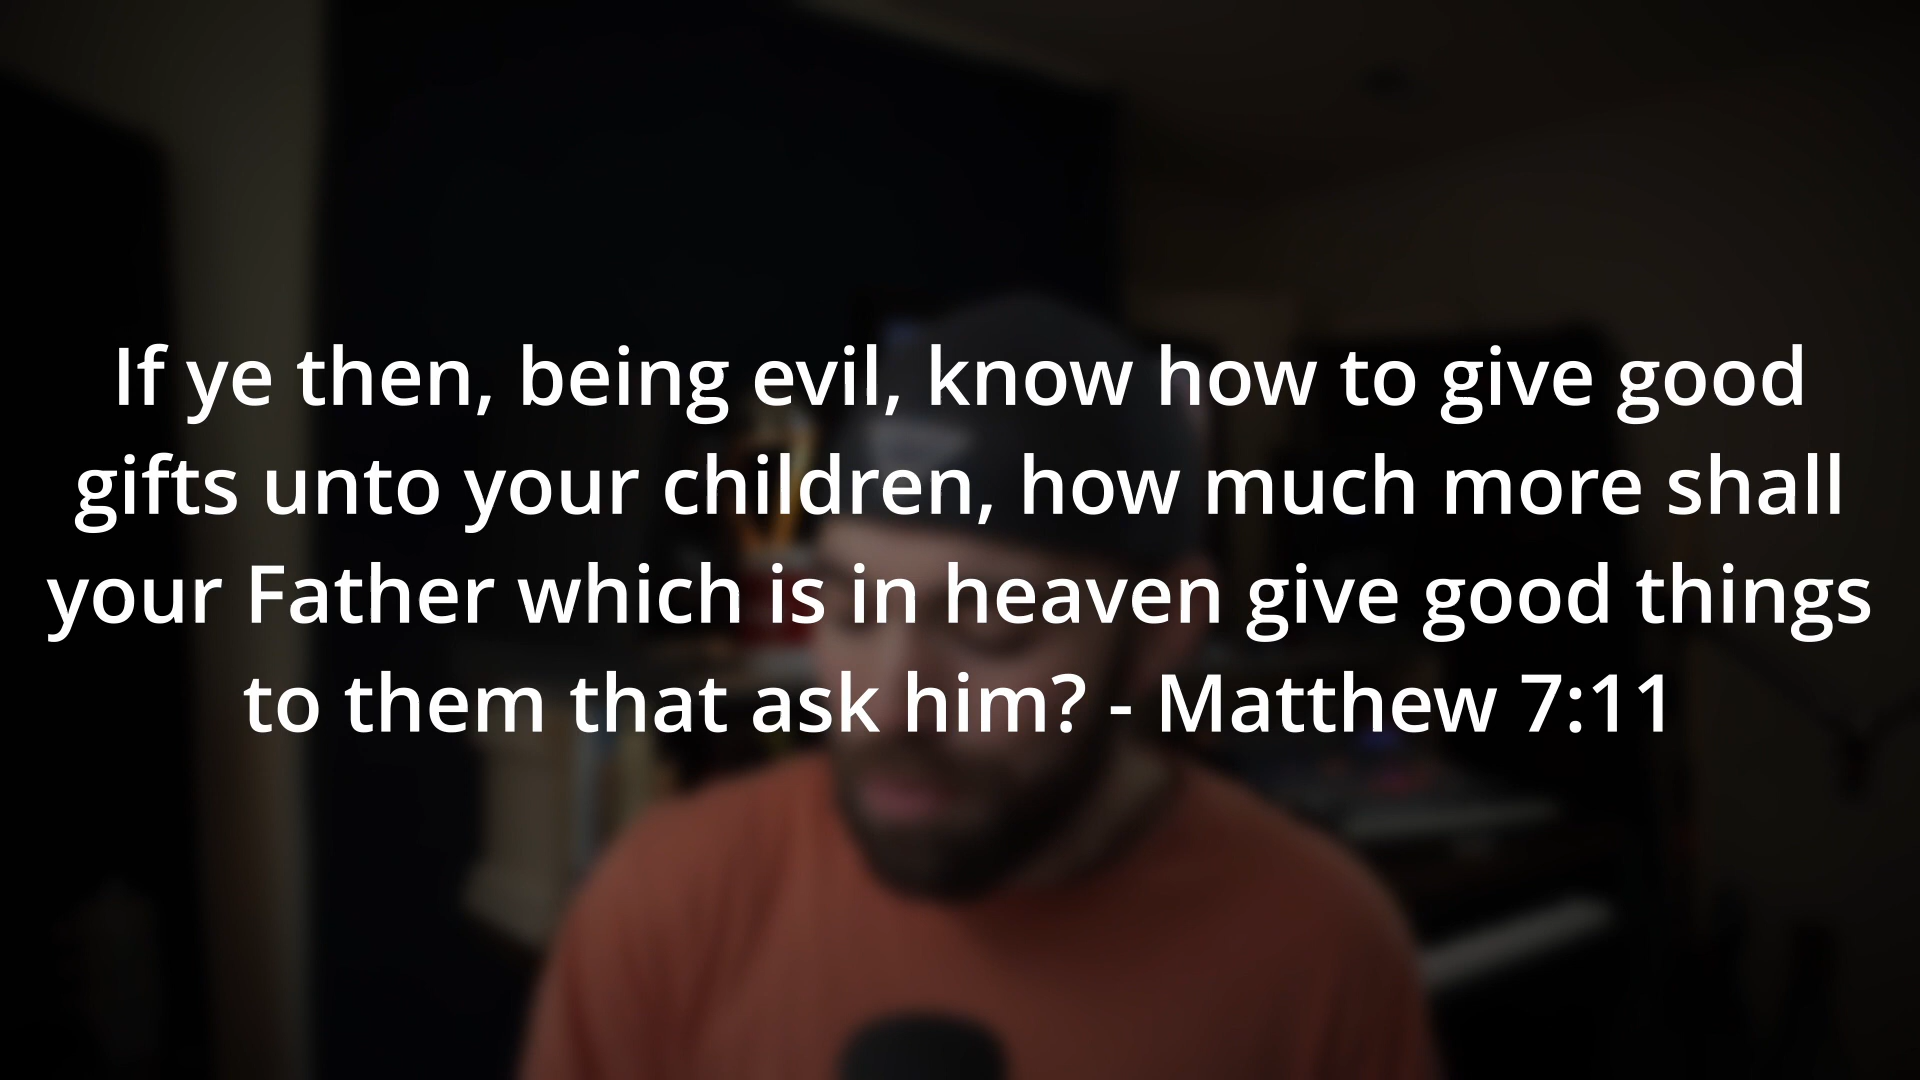 If ye then, being evil, know how to give good
gifts unto your children, how much more shall
your Father which is in heaven give good things
to them that ask him? - Matthew 7:11